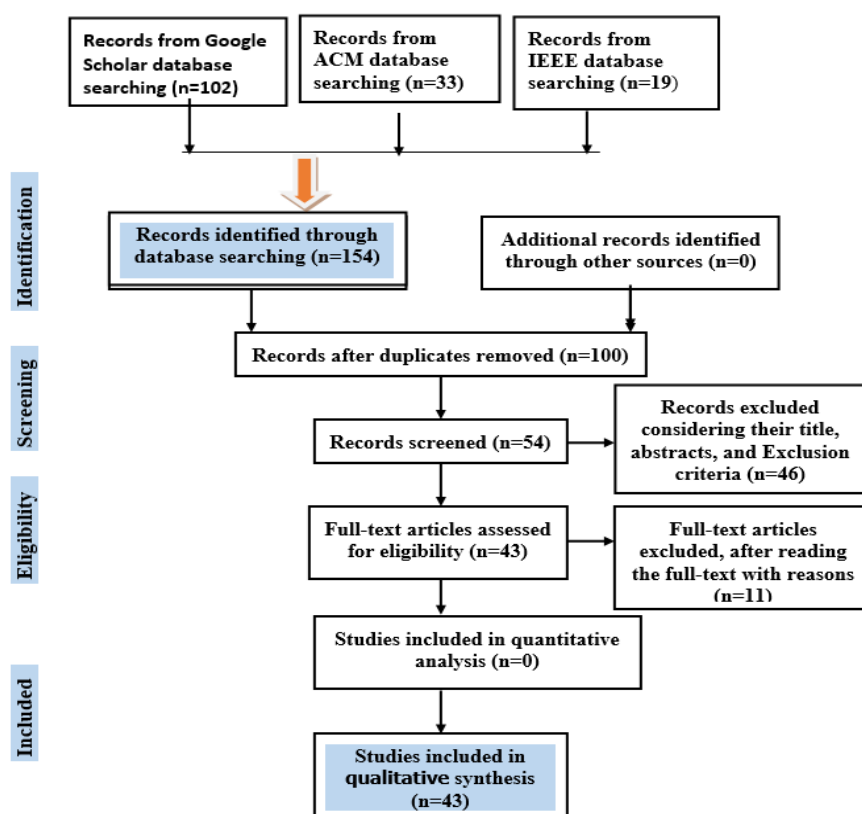 Records from Google
Scholar database
searching (n=102)
Records from
ACM database
searching (n=33)
Records from
IEEE database
searching (n=19)
Identification
Records identified through
database searching (n=154)
Additional records identified
through other sources (n=0)
Screening
Records after duplicates removed (n=100)
Records screened (n=54)
Records excluded
considering their title,
abstracts, and Exclusion
criteria (n=46)
Eligibility
Full-text articles assessed
for eligibility (n=43)
Full-text articles
excluded, after reading
the full-text with reasons
(n=11)
Included
Studies included in quantitative
analysis (n=0)
Studies included in
qualitative synthesis
(n=43)